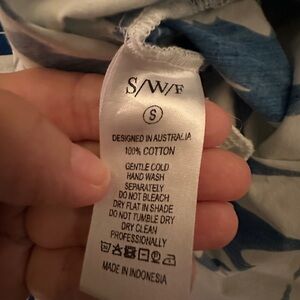 S/W/F
S
DESIGNED IN AUSTRALIA
100% COTTON
GENTLE COLD
HAND WASH
SEPARATELY
DO NOT BLEACH
DRY FLAT IN SHADE
DO NOT TUMBLE DRY
DRY CLEAN
PROFESSIONALLY
MADE IN INDONESIA